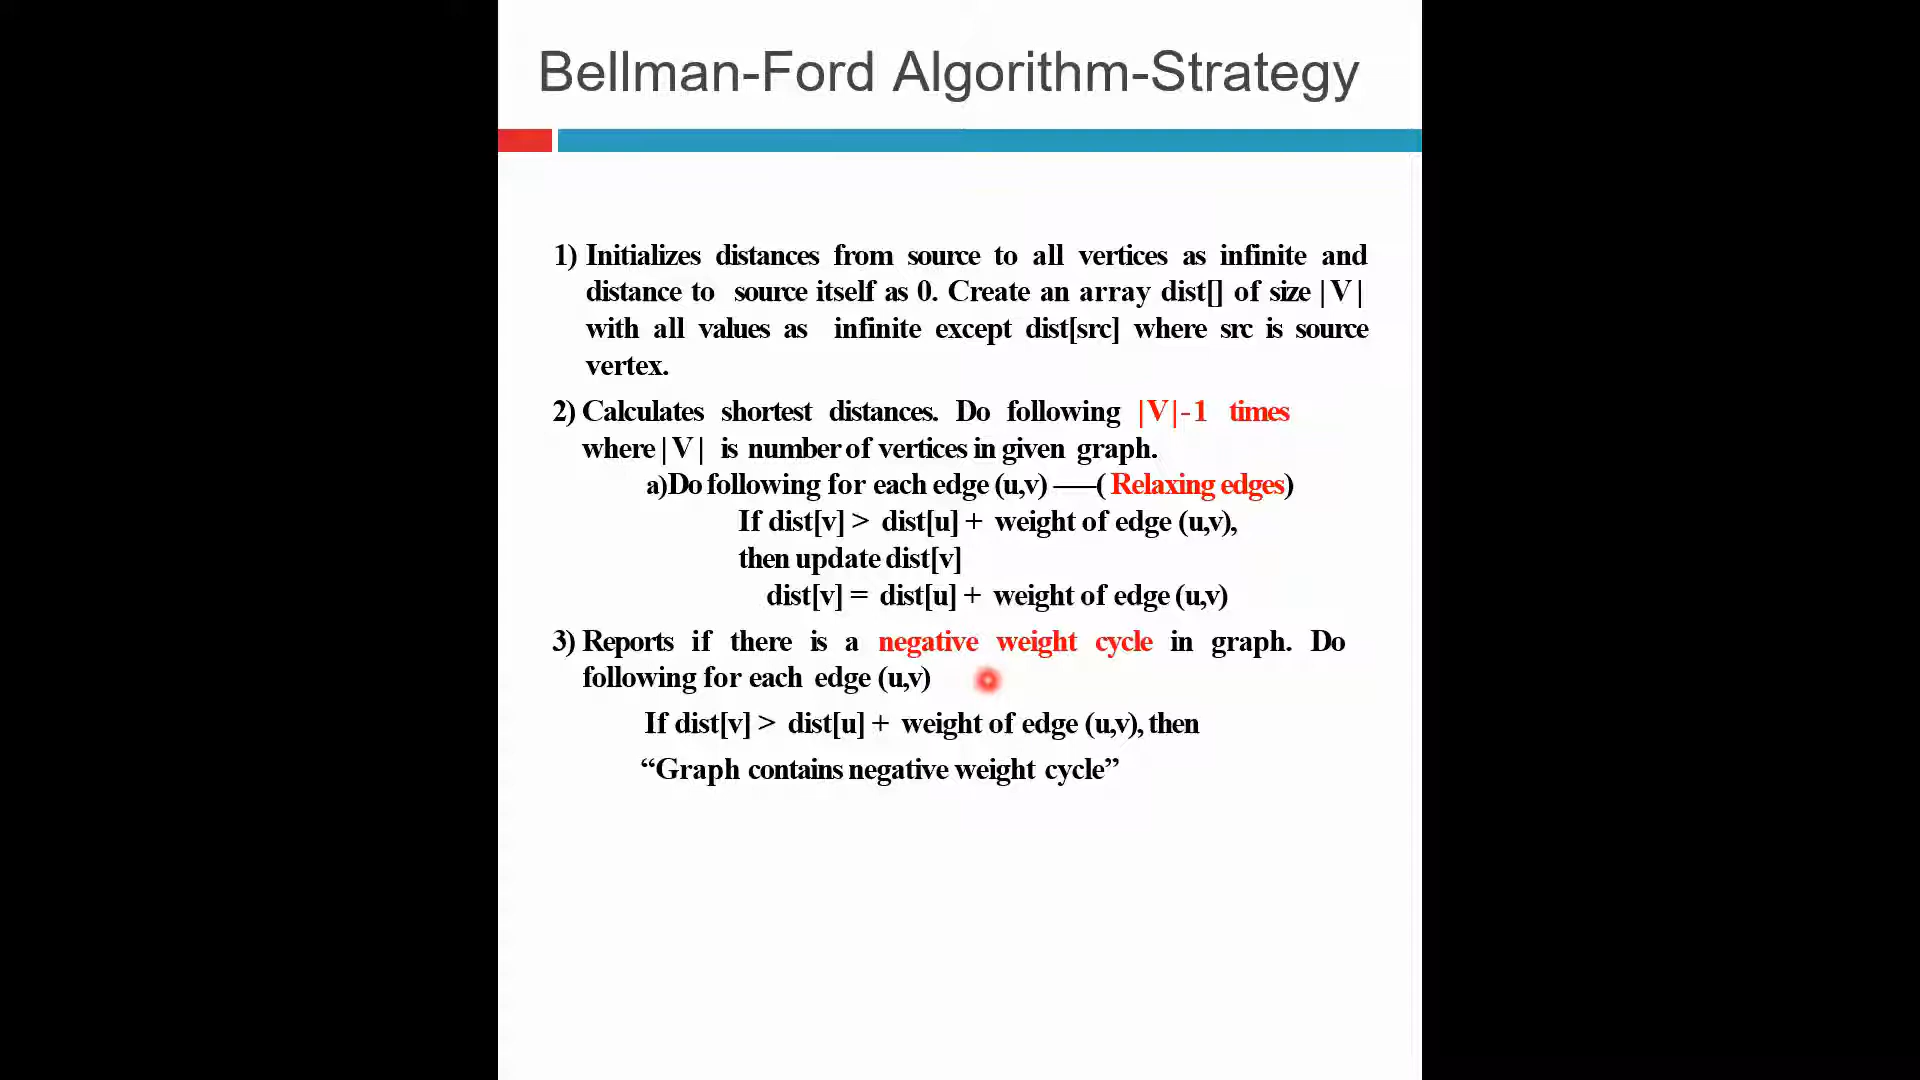 Bellman-Ford Algorithm-Strategy
1) Initializes distances from source to all vertices as infinite and
distance to source itself as 0. Create an array dist[] of size |V|
with all values as infinite except dist[src] where src is source
vertex.
2) Calculates shortest distances. Do following |V|-1 times
where |V| is number of vertices in given graph.
a)Do following for each edge (u,v) —–( Relaxing edges)
If dist[v] > dist[u] + weight of edge (u,v),
then update dist[v]
dist[v] = dist[u] + weight of edge (u,v)
3) Reports if there is a negative weight cycle in graph. Do
following for each edge (u,v)
If dist[v] > dist[u] + weight of edge (u,v), then
“Graph contains negative weight cycle”